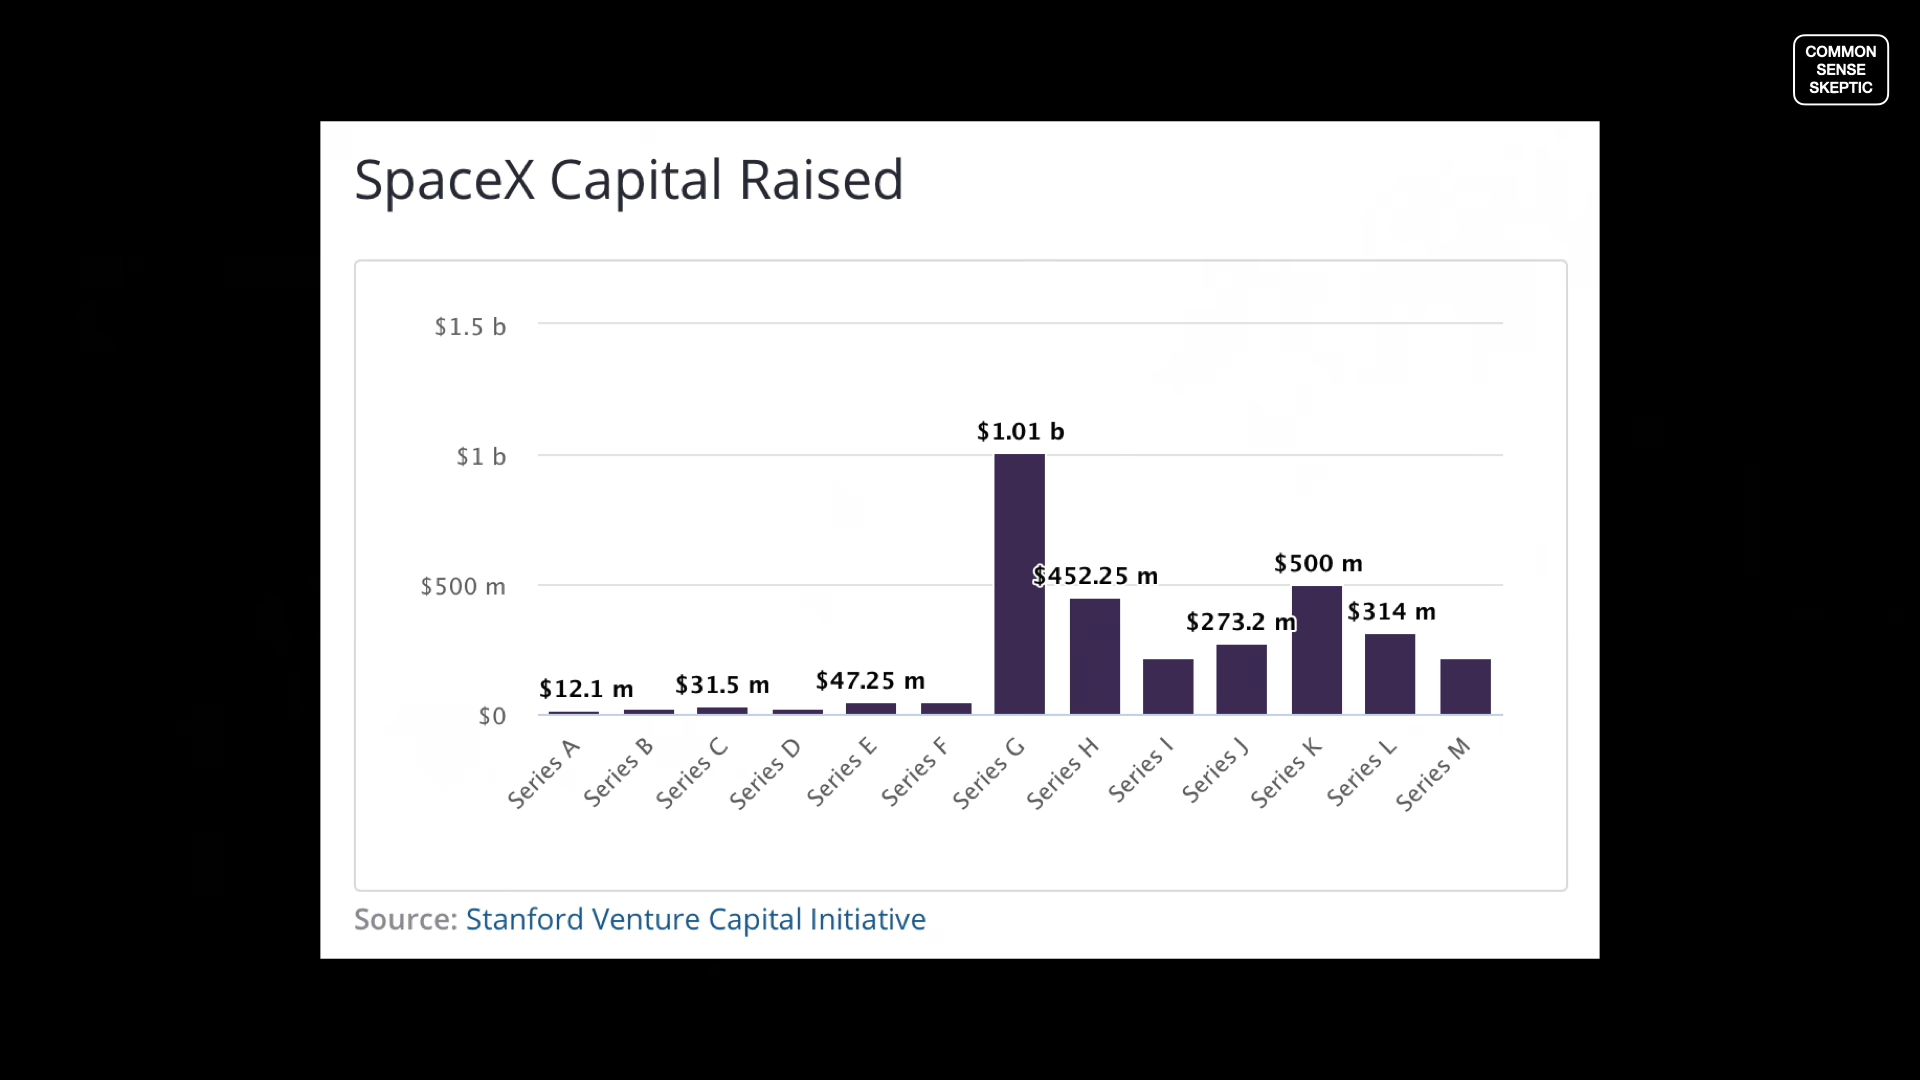 COMMON
SENSE
SKEPTIC
SpaceX Capital Raised
$1.5 b
$1 b
$500 m
$0
$12.1 m
$31.5 m
$47.25 m
$1.01 b
$452.25 m
$273.2 m
$500 m
$314 m
Series A
Series B
Series C
Series D
Series E
Series F
Series G
Series H
Series I
Series J
Series K
Series L
Series M
Source: Stanford Venture Capital Initiative